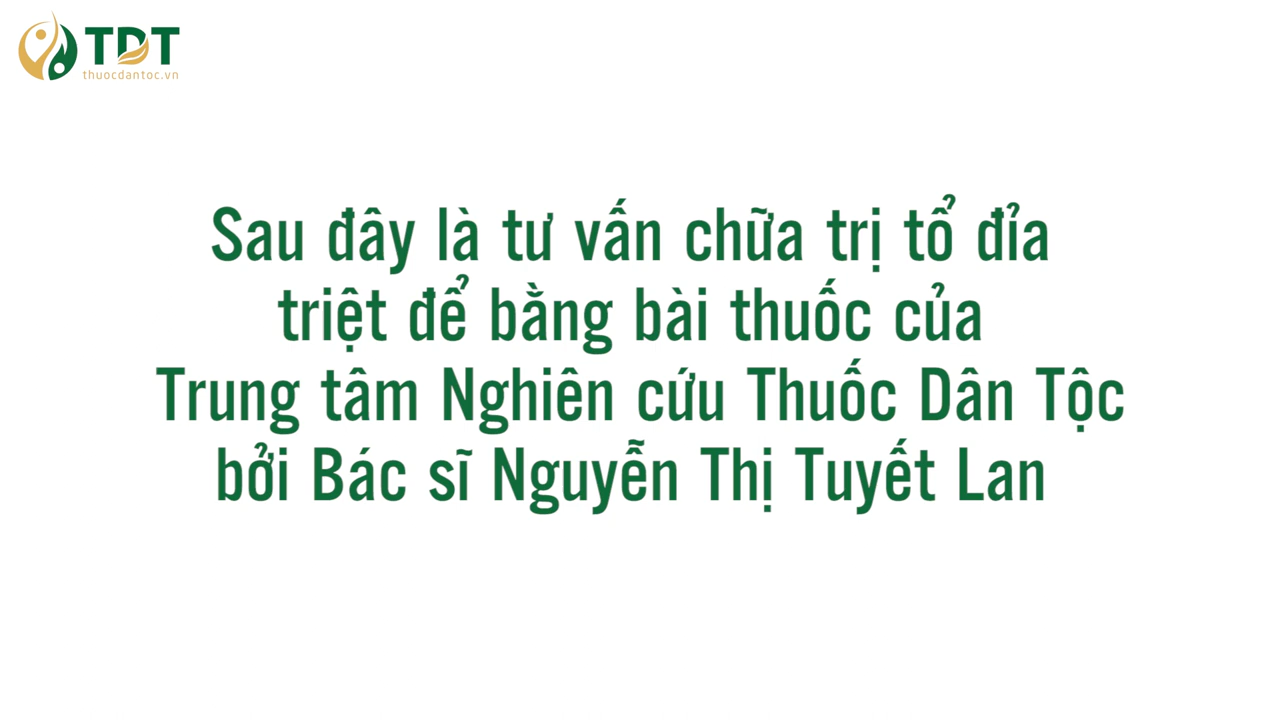 TDT
thuocdantoc.vn
Sau đây là tư vấn chữa trị tổ đỉa
triệt để bằng bài thuốc của
Trung tâm Nghiên cứu Thuốc Dân Tộc
bởi Bác sĩ Nguyễn Thị Tuyết Lan